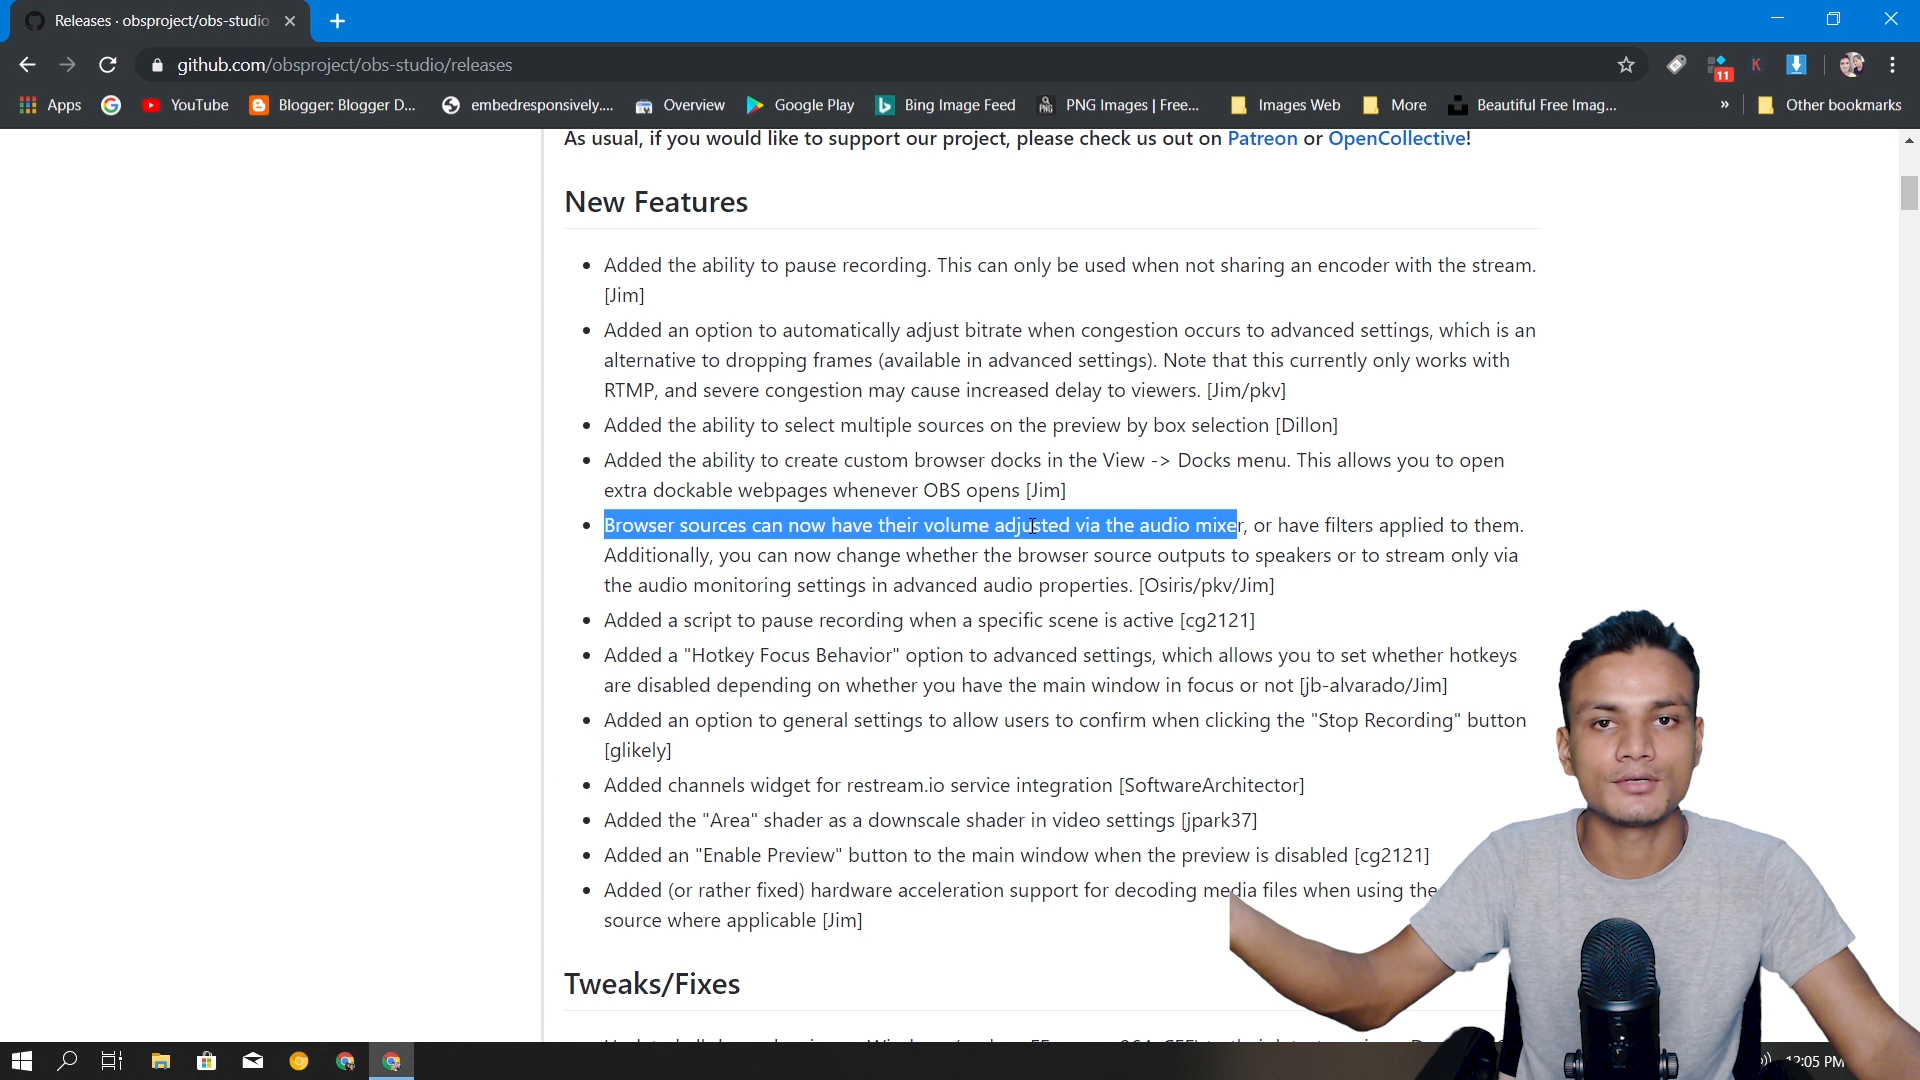 Releases · obsproject/obs-studio
github.com/obsproject/obs-studio/releases
11
K
Apps
YouTube
Blogger: Blogger D...
embedresponsively....
Overview
Google Play
Bing Image Feed
PNG
PNG Images | Free...
Images Web
More
Beautiful Free Imag...
»
Other bookmarks
As usual, if you would like to support our project, please check us out on Patreon or OpenCollective!
New Features
Added the ability to pause recording. This can only be used when not sharing an encoder with the stream.
[Jim]
Added an option to automatically adjust bitrate when congestion occurs to advanced settings, which is an
alternative to dropping frames (available in advanced settings). Note that this currently only works with
RTMP, and severe congestion may cause increased delay to viewers. [Jim/pkv]
Added the ability to select multiple sources on the preview by box selection [Dillon]
Added the ability to create custom browser docks in the View -> Docks menu. This allows you to open
extra dockable webpages whenever OBS opens [Jim]
Browser sources can now have their volume adjusted via the audio mixer, or have filters applied to them.
Additionally, you can now change whether the browser source outputs to speakers or to stream only via
the audio monitoring settings in advanced audio properties. [Osiris/pkv/Jim]
Added a script to pause recording when a specific scene is active [cg2121]
Added a "Hotkey Focus Behavior" option to advanced settings, which allows you to set whether hotkeys
are disabled depending on whether you have the main window in focus or not [jb-alvarado/Jim]
Added an option to general settings to allow users to confirm when clicking the "Stop Recording" button
[glikely]
Added channels widget for restream.io service integration [SoftwareArchitector]
Added the "Area" shader as a downscale shader in video settings [jpark37]
Added an "Enable Preview" button to the main window when the preview is disabled [cg2121]
Added (or rather fixed) hardware acceleration support for decoding media files when using the
source where applicable [Jim]
Tweaks/Fixes
12:05 PM